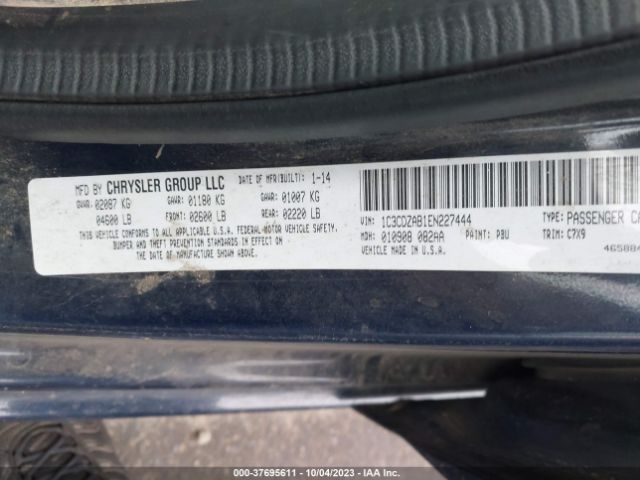 MFD BY CHRYSLER GROUP LLC DATE OF MFR(BUILT): 1-14
GVWR: 02087 KG GAWR: 01180 KG GAWR: 01007 KG
04600 LB FRONT: 02600 LB REAR: 02220 LB
THIS VEHICLE CONFORMS TO ALL APPLICABLE U.S.A. FEDERAL MOTOR VEHICLE SAFETY,
BUMPER AND THEFT PREVENTION STANDARDS IN EFFECT ON
THE DATE OF MANUFACTURE SHOWN ABOVE.
VIN: 1C3CDZAB1EN227444 TYPE: PASSENGER CA
MDH: 010908 082AA PAINT: PBU TRIM: C7X9
VEHICLE MADE IN U.S.A. 465884
000-37695611 - 10/04/2023 - IAA Inc.